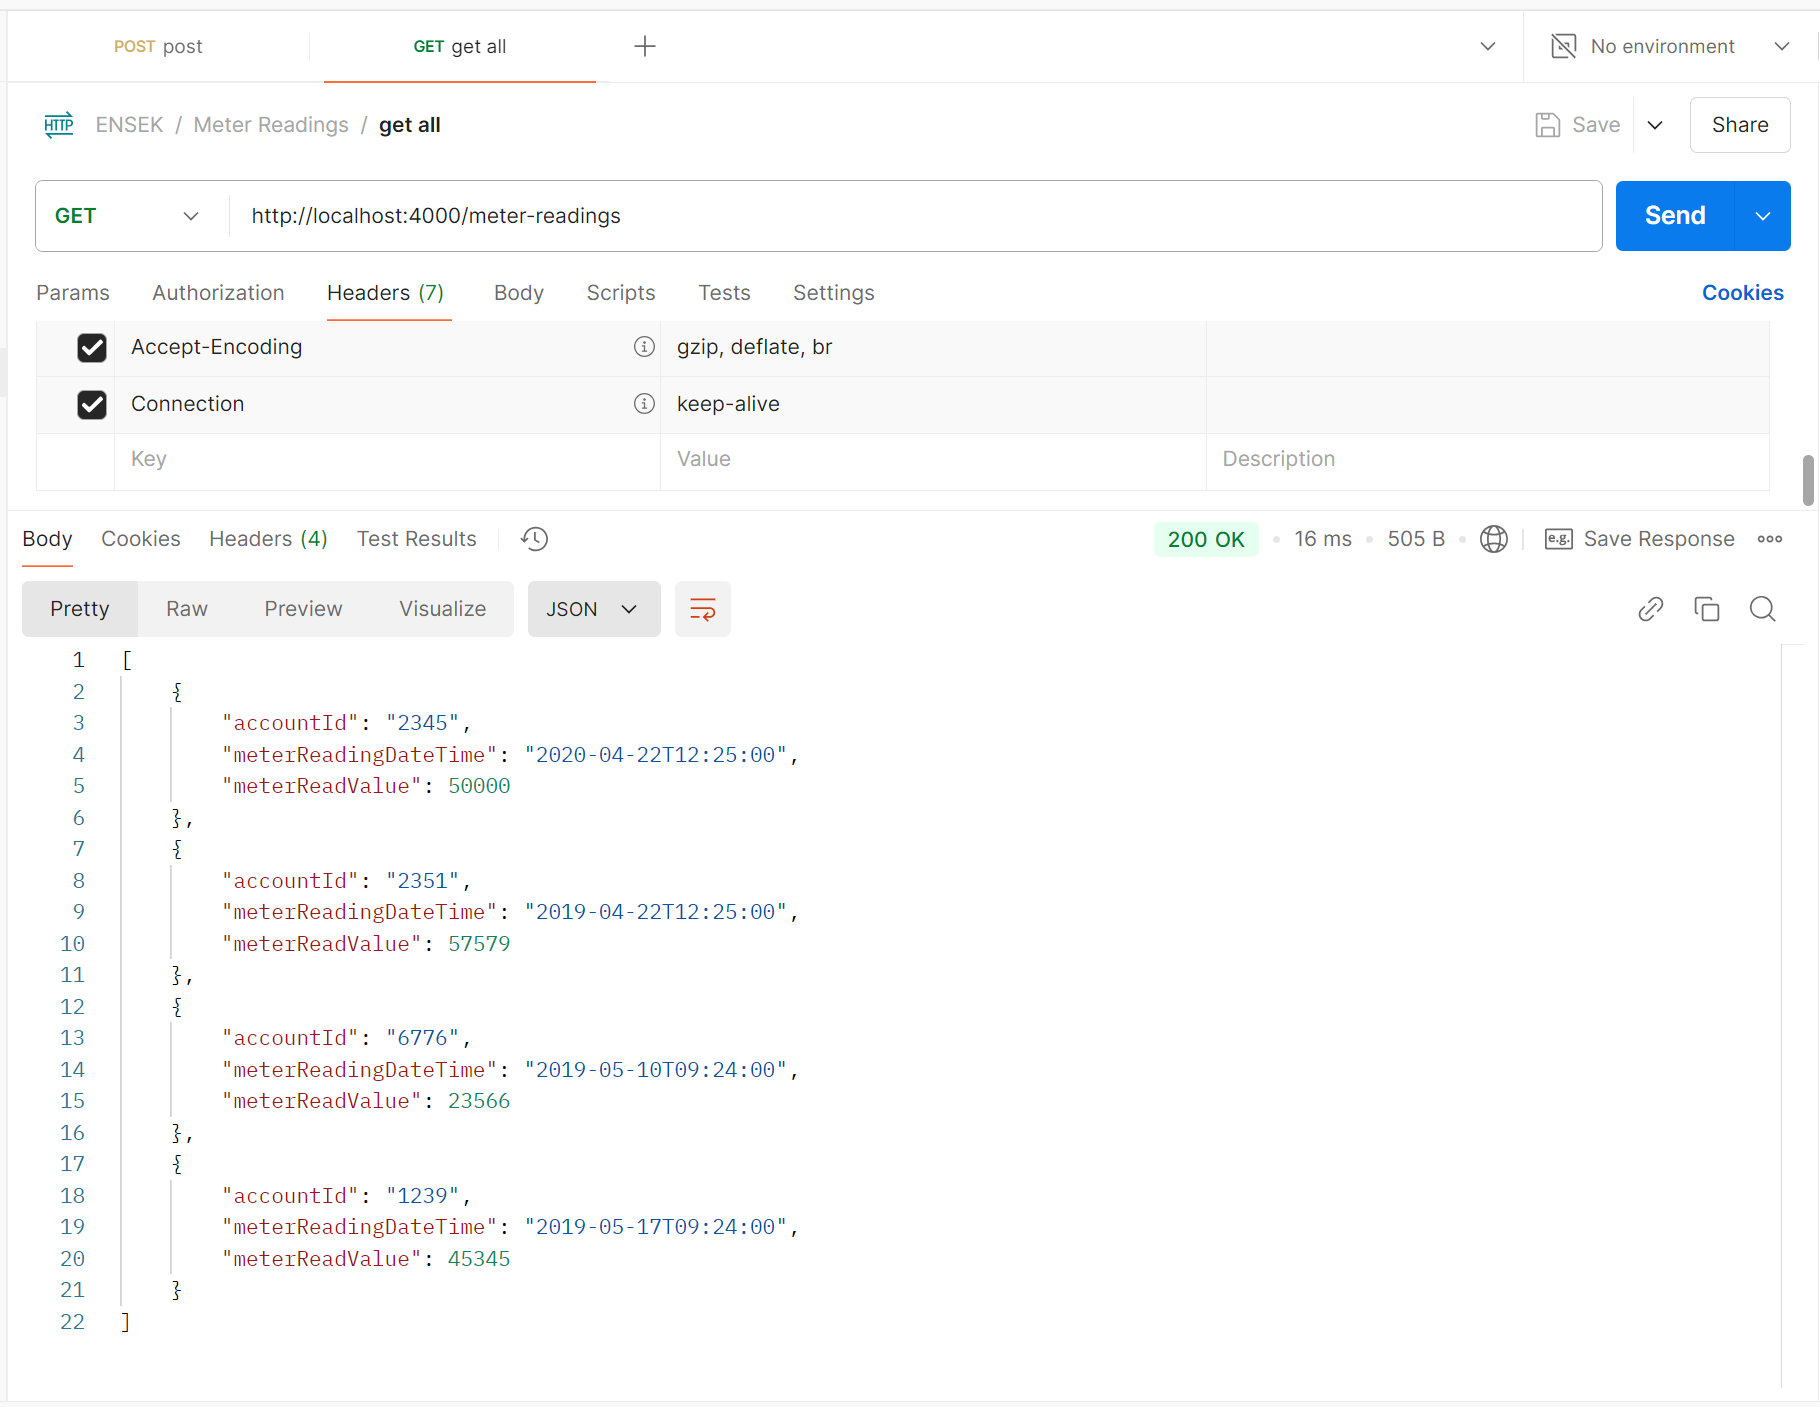 POST post GET get all No environment
HTTP ENSEK / Meter Readings / get all Save Share
GET http://localhost:4000/meter-readings Send
Params Authorization Headers (7) Body Scripts Tests Settings Cookies
Accept-Encoding gzip, deflate, br
Connection keep-alive
Key Value Description
Body Cookies Headers (4) Test Results 200 OK 16 ms 505 B e.g. Save Response
Pretty Raw Preview Visualize JSON
1 [
2 {
3 "accountId": "2345",
4 "meterReadingDateTime": "2020-04-22T12:25:00",
5 "meterReadValue": 50000
6 },
7 {
8 "accountId": "2351",
9 "meterReadingDateTime": "2019-04-22T12:25:00",
10 "meterReadValue": 57579
11 },
12 {
13 "accountId": "6776",
14 "meterReadingDateTime": "2019-05-10T09:24:00",
15 "meterReadValue": 23566
16 },
17 {
18 "accountId": "1239",
19 "meterReadingDateTime": "2019-05-17T09:24:00",
20 "meterReadValue": 45345
21 }
22 ]